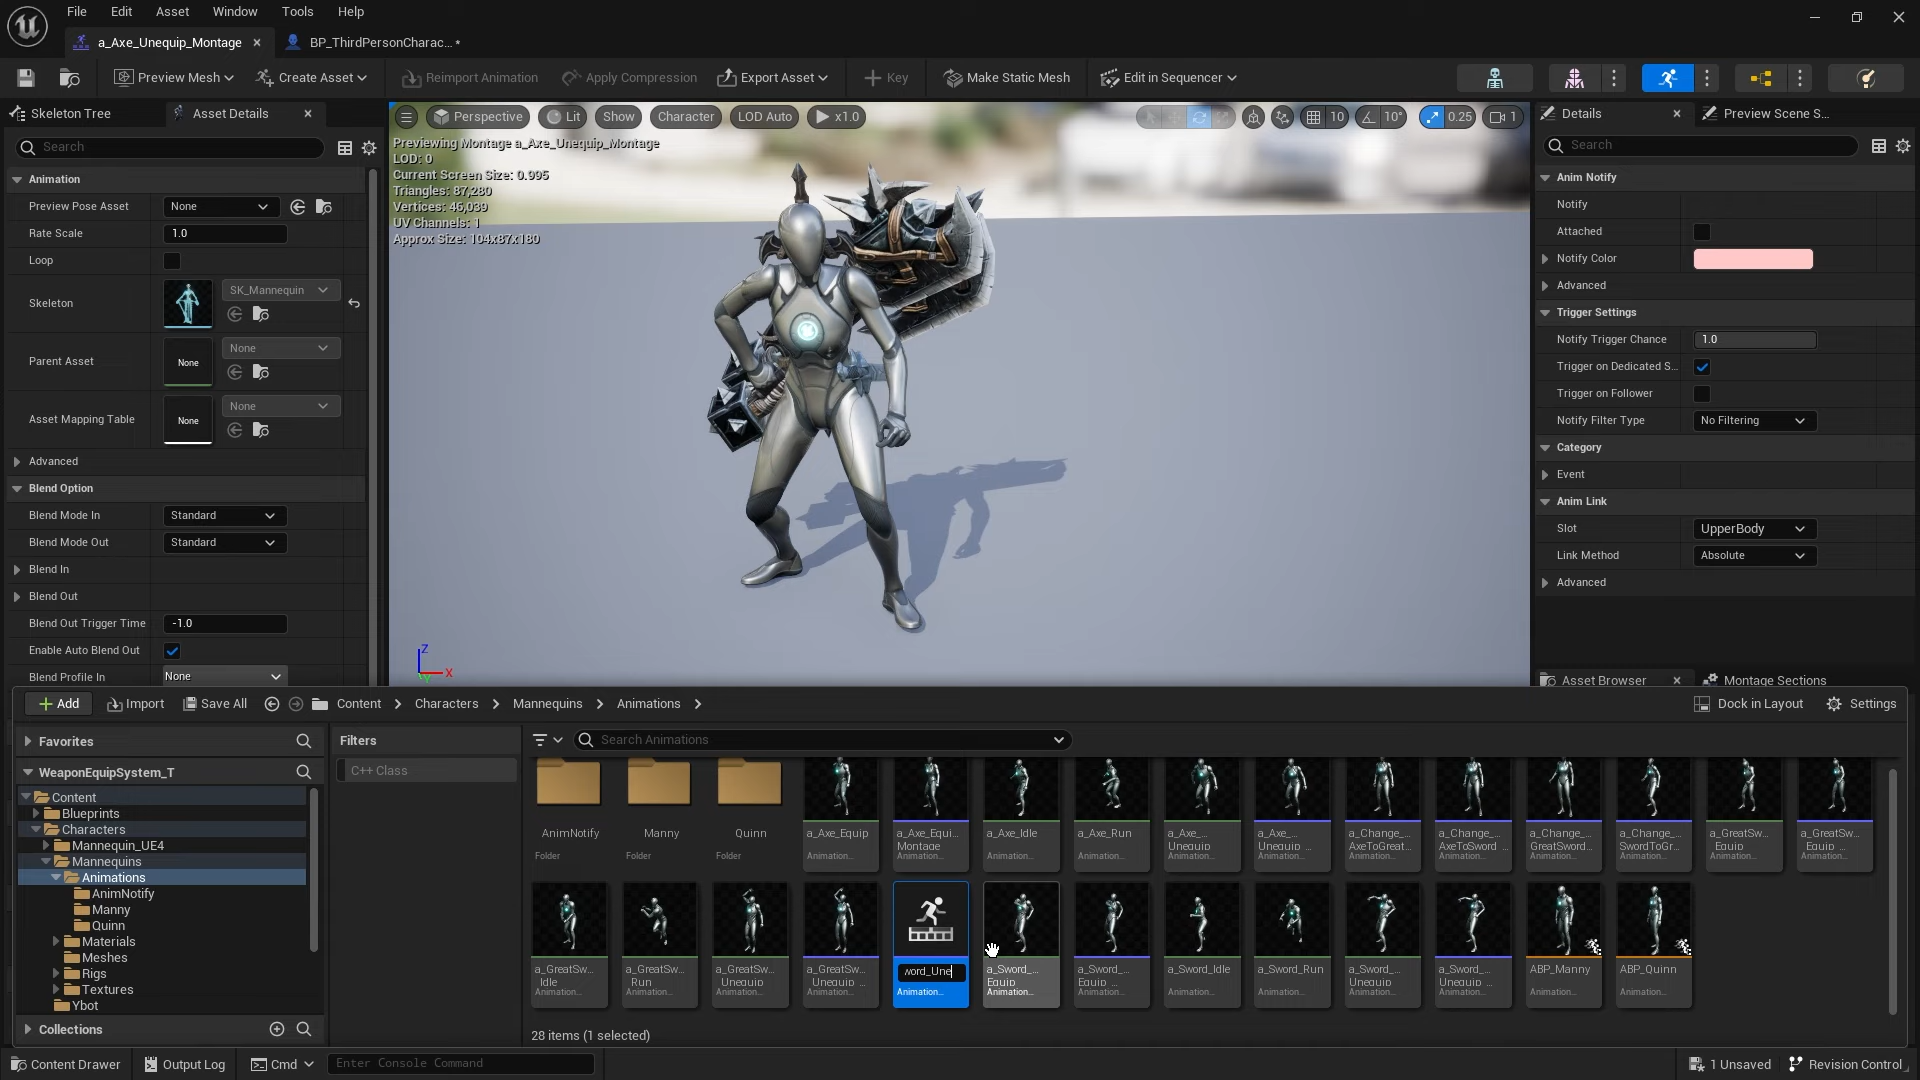 File Edit Asset Window Tools Help
a_Axe_Unequip_Montage BP_ThirdPersonCharac... *
Preview Mesh Create Asset Reimport Animation Apply Compression Export Asset Key Make Static Mesh Edit in Sequencer
Skeleton Tree Asset Details
Search
Animation
Preview Pose Asset None
Rate Scale 1.0
Loop
Skeleton SK_Mannequin
Parent Asset None None
Asset Mapping Table None None
Advanced
Blend Option
Blend Mode In Standard
Blend Mode Out Standard
Blend In
Blend Out
Blend Out Trigger Time -1.0
Enable Auto Blend Out
Blend Profile In None
Perspective Lit Show Character LOD Auto x1.0 10 10° 0.25 1
Previewing Montage a_Axe_Unequip_Montage
LOD: 0
Current Screen Size: 0.995
Triangles: 87,280
Vertices: 46,039
UV Channels: 1
Approx Size: 104x87x180
Z
X
Details Preview Scene S...
Search
Anim Notify
Notify
Attached
Notify Color
Advanced
Trigger Settings
Notify Trigger Chance 1.0
Trigger on Dedicated S...
Trigger on Follower
Notify Filter Type No Filtering
Category
Event
Anim Link
Slot UpperBody
Link Method Absolute
Advanced
Asset Browser Montage Sections
Add Import Save All Content Characters Mannequins Animations Dock in Layout Settings
Favorites
WeaponEquipSystem_T
Content
Blueprints
Characters
Mannequin_UE4
Mannequins
Animations
AnimNotify
Manny
Quinn
Materials
Meshes
Rigs
Textures
Ybot
Collections
Filters
C++ Class
Search Animations
AnimNotify Manny Quinn a_Axe_Equip a_Axe_Equi... a_Axe_Idle a_Axe_Run a_Axe_... a_Axe_... a_Change_... a_Change_... a_Change_... a_Change_... a_GreatSw... a_GreatSw...
Montage Unequip Unequip_... AxeToGreat... AxeToSword... GreatSword... SwordToGr... Equip Equip_...
Folder Folder Folder Animation... Animation... Animation... Animation... Animation... Animation... Animation... Animation... Animation... Animation... Animation... Animation...
a_GreatSw... a_GreatSw... a_GreatSw... a_GreatSw... word_Une a_Sword_... a_Sword_... a_Sword_Idle a_Sword_Run a_Sword_... a_Sword_... ABP_Manny ABP_Quinn
Idle Run Unequip Unequip_... Equip Equip_... Unequip Unequip_...
Animation... Animation... Animation... Animation... Animation... Animation... Animation... Animation... Animation... Animation... Animation... Animation... Animation...
28 items (1 selected)
Content Drawer Output Log Cmd Enter Console Command 1 Unsaved Revision Control